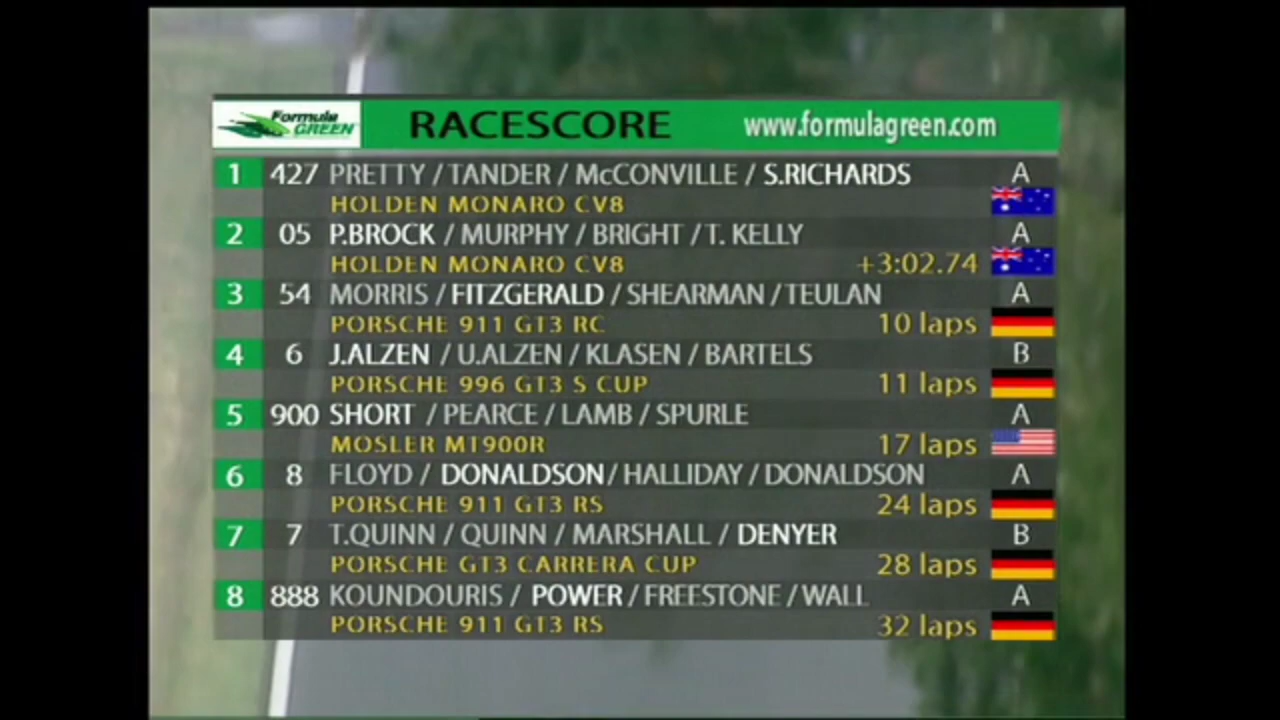 Formula GREEN RACESCORE www.formulagreen.com
1 427 PRETTY / TANDER / McCONVILLE / S.RICHARDS A
HOLDEN MONARO CV8
2 05 P.BROCK / MURPHY / BRIGHT / T. KELLY A
HOLDEN MONARO CV8 +3:02.74
3 54 MORRIS / FITZGERALD / SHEARMAN / TEULAN A
PORSCHE 911 GT3 RC 10 laps
4 6 J.ALZEN / U.ALZEN / KLASEN / BARTELS B
PORSCHE 996 GT3 S CUP 11 laps
5 900 SHORT / PEARCE / LAMB / SPURLE A
MOSLER MT900R 17 laps
6 8 FLOYD / DONALDSON / HALLIDAY / DONALDSON A
PORSCHE 911 GT3 RS 24 laps
7 7 T.QUINN / QUINN / MARSHALL / DENYER B
PORSCHE GT3 CARRERA CUP 28 laps
8 888 KOUNDOURIS / POWER / FREESTONE / WALL A
PORSCHE 911 GT3 RS 32 laps